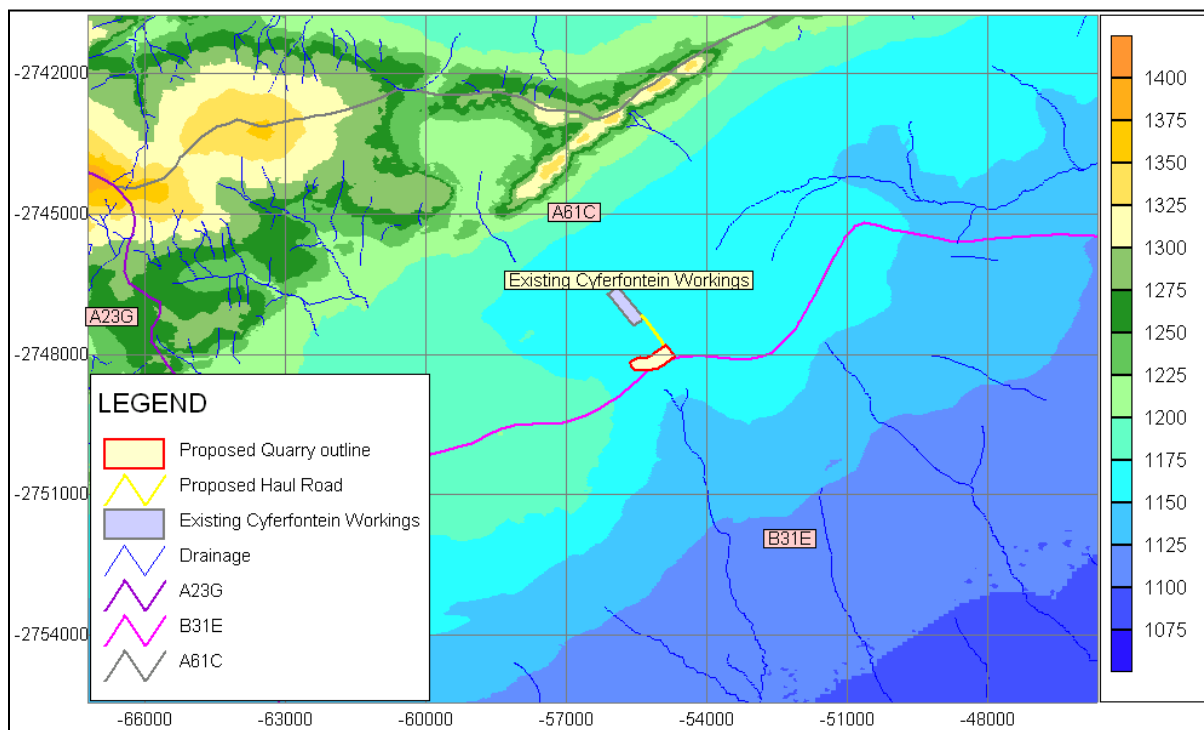 -2742000
-2745000
-2748000
-2751000
-2754000
A61C
Existing Cyferfontein Workings
A23G
B31E
LEGEND
Proposed Quarry outline
Proposed Haul Road
Existing Cyferfontein Workings
Drainage
A23G
B31E
A61C
-66000
-63000
-60000
-57000
-54000
-51000
-48000
1400
1375
1350
1325
1300
1275
1250
1225
1200
1175
1150
1125
1100
1075